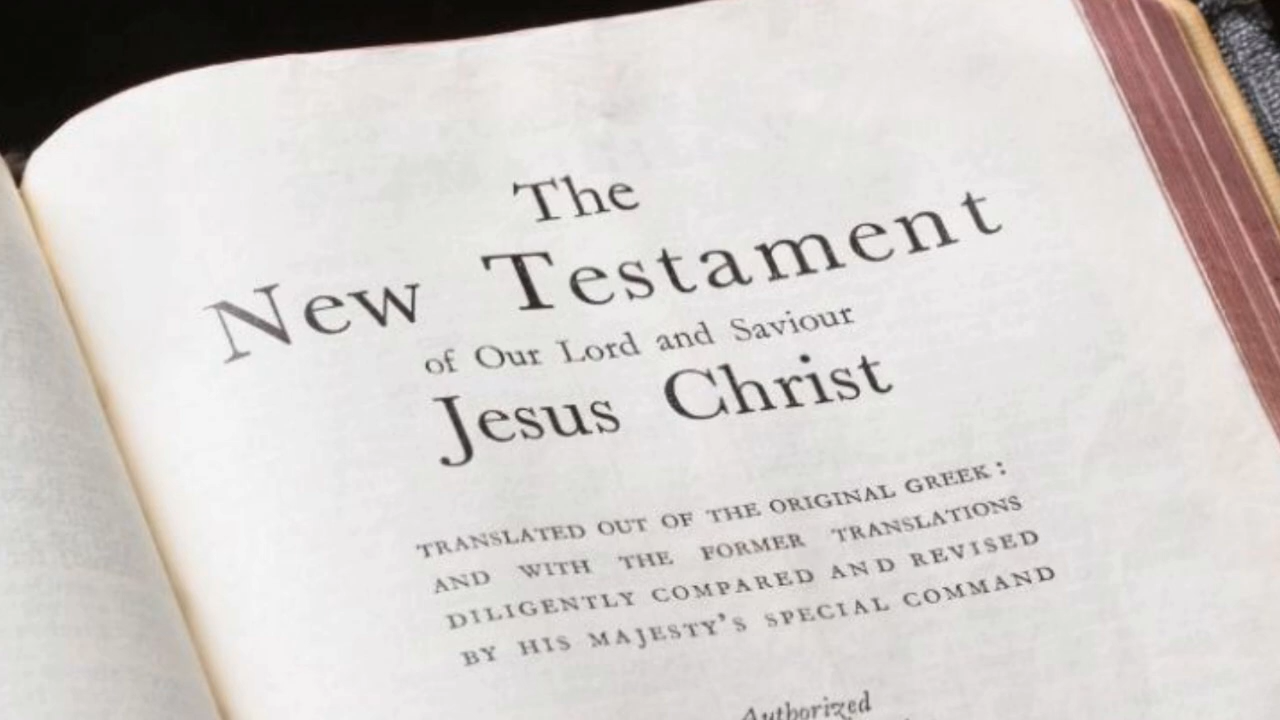 The
New Testament
of Our Lord and Saviour
Jesus Christ
TRANSLATED OUT OF THE ORIGINAL GREEK :
AND WITH THE FORMER TRANSLATIONS
DILIGENTLY COMPARED AND REVISED
BY HIS MAJESTY'S SPECIAL COMMAND
Authorized